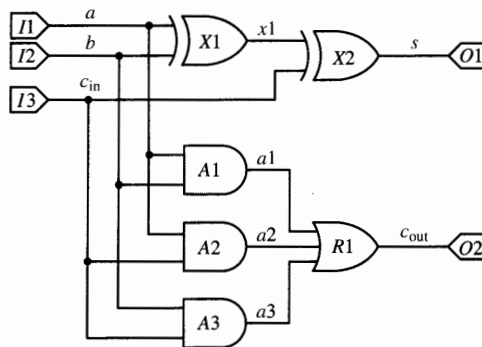 I1 a X1 x1 X2 s O1
I2 b
I3 c_in
A1 a1
A2 a2 R1 c_out O2
A3 a3